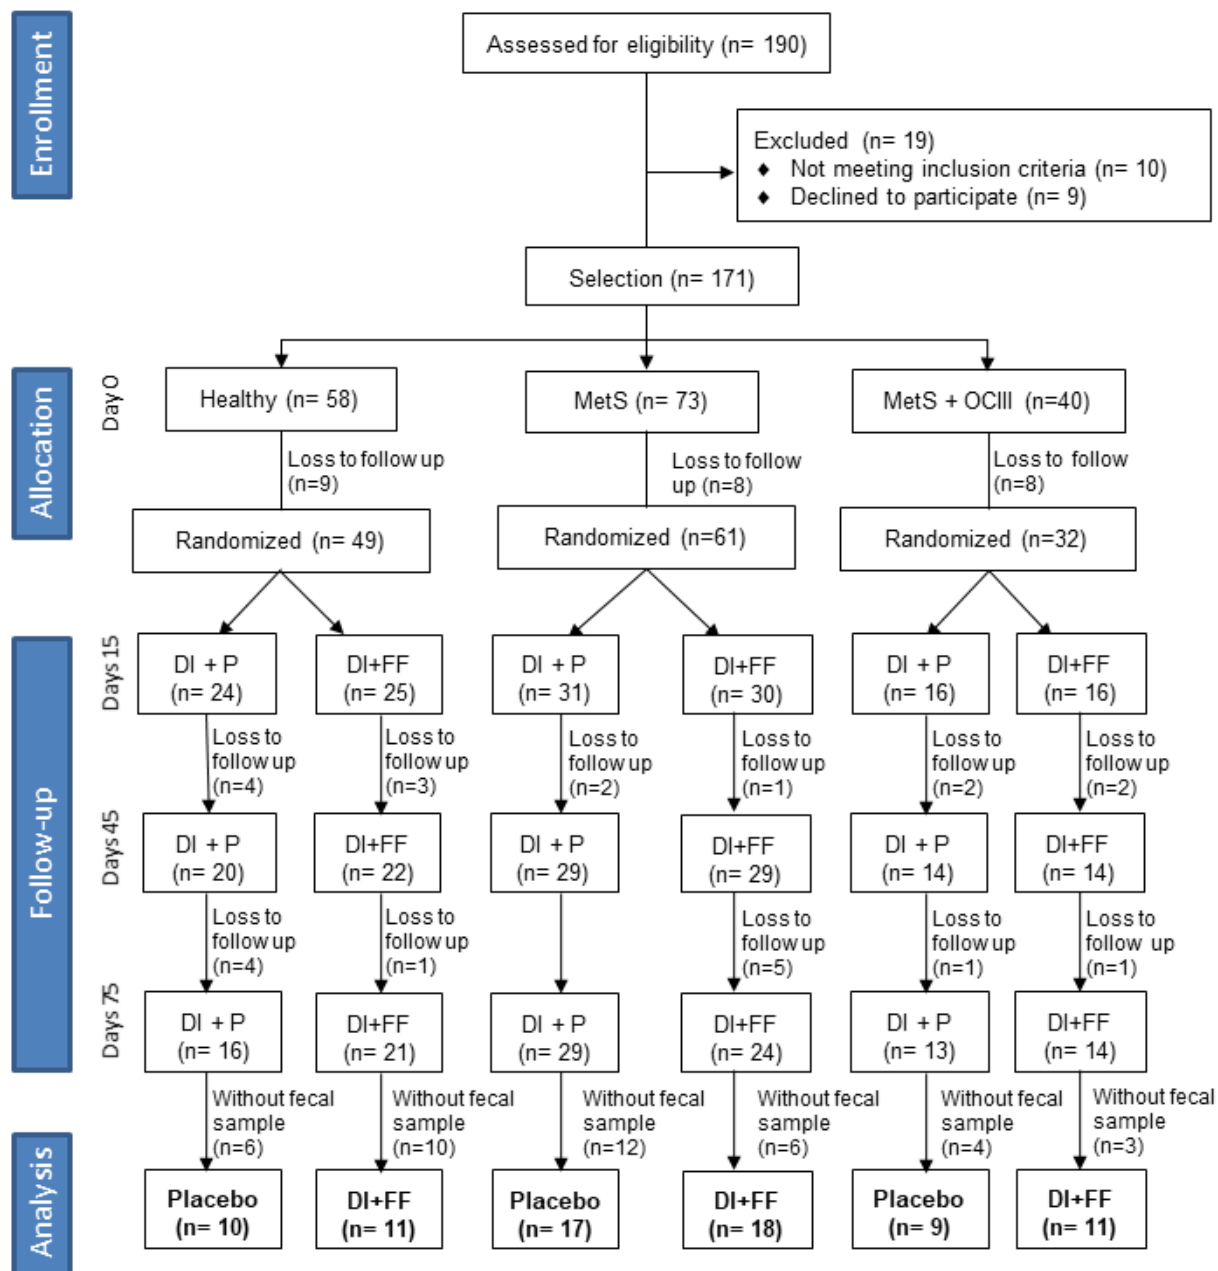 Enrollment
Assessed for eligibility (n= 190)
Excluded (n= 19)
♦ Not meeting inclusion criteria (n= 10)
♦ Declined to participate (n= 9)
Selection (n= 171)
Allocation
Day 0
Healthy (n= 58)
MetS (n= 73)
MetS + OCIII (n=40)
Loss to follow up
(n=9)
Loss to follow
up (n=8)
Loss to follow
(n=8)
Randomized (n= 49)
Randomized (n=61)
Randomized (n=32)
Follow-up
Days 15
DI + P
(n= 24)
DI+FF
(n= 25)
DI + P
(n= 31)
DI+FF
(n= 30)
DI + P
(n= 16)
DI+FF
(n= 16)
Loss to
follow up
(n=4)
Loss to
follow up
(n=3)
Loss to
follow up
(n=2)
Loss to
follow up
(n=1)
Loss to
follow up
(n=2)
Loss to
follow up
(n=2)
Days 45
DI + P
(n= 20)
DI+FF
(n= 22)
DI + P
(n= 29)
DI+FF
(n= 29)
DI + P
(n= 14)
DI+FF
(n= 14)
Loss to
follow up
(n=4)
Loss to
follow up
(n=1)
Loss to
follow up
(n=5)
Loss to
follow up
(n=1)
Loss to
follow up
(n=1)
Days 75
DI + P
(n= 16)
DI+FF
(n= 21)
DI + P
(n= 29)
DI+FF
(n= 24)
DI + P
(n= 13)
DI+FF
(n= 14)
Without fecal
sample
(n=6)
Without fecal
sample
(n=10)
Without fecal
sample
(n=12)
Without fecal
sample
(n=6)
Without fecal
sample
(n=4)
Without fecal
sample
(n=3)
Analysis
Placebo
(n= 10)
DI+FF
(n= 11)
Placebo
(n= 17)
DI+FF
(n= 18)
Placebo
(n= 9)
DI+FF
(n= 11)